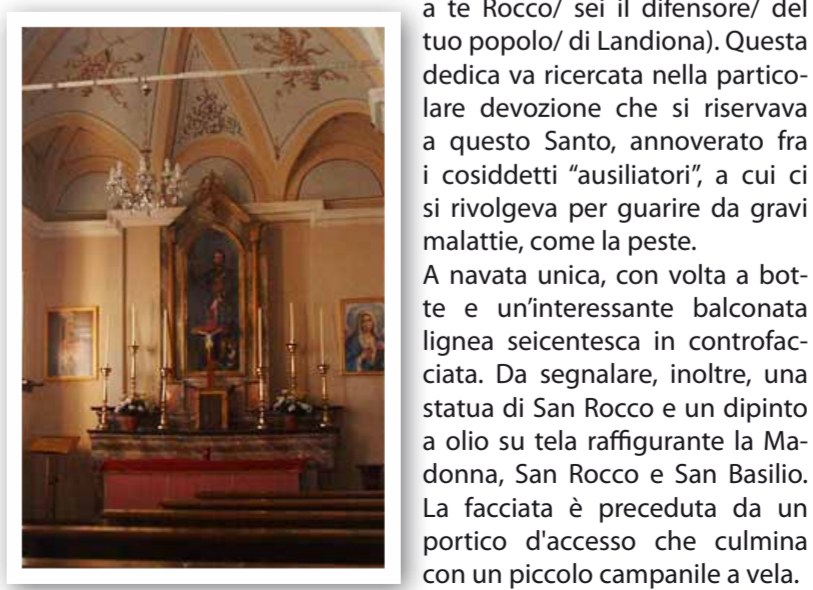 a te Rocco/ sei il difensore/ del
tuo popolo/ di Landiona). Questa
dedica va ricercata nella partico-
lare devozione che si riservava
a questo Santo, annoverato fra
i cosiddetti “ausiliatori”, a cui ci
si rivolgeva per guarire da gravi
malattie, come la peste.
A navata unica, con volta a bot-
te e un’interessante balconata
lignea seicentesca in controfac-
ciata. Da segnalare, inoltre, una
statua di San Rocco e un dipinto
a olio su tela raffigurante la Ma-
donna, San Rocco e San Basilio.
La facciata è preceduta da un
portico d'accesso che culmina
con un piccolo campanile a vela.